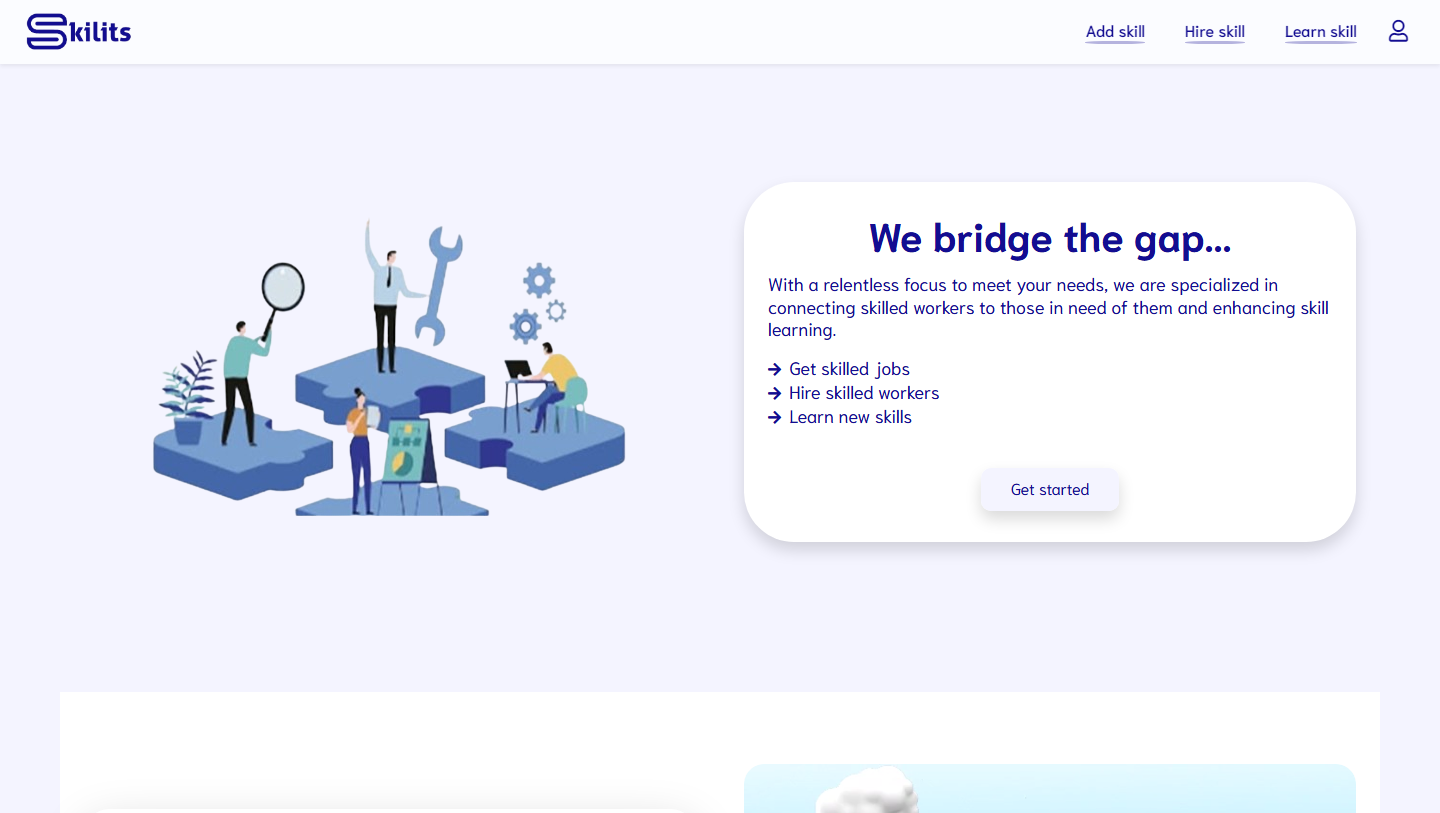 Skilits
Add skill
Hire skill
Learn skill
We bridge the gap...
With a relentless focus to meet your needs, we are specialized in
connecting skilled workers to those in need of them and enhancing skill
learning.
Get skilled jobs
Hire skilled workers
Learn new skills
Get started